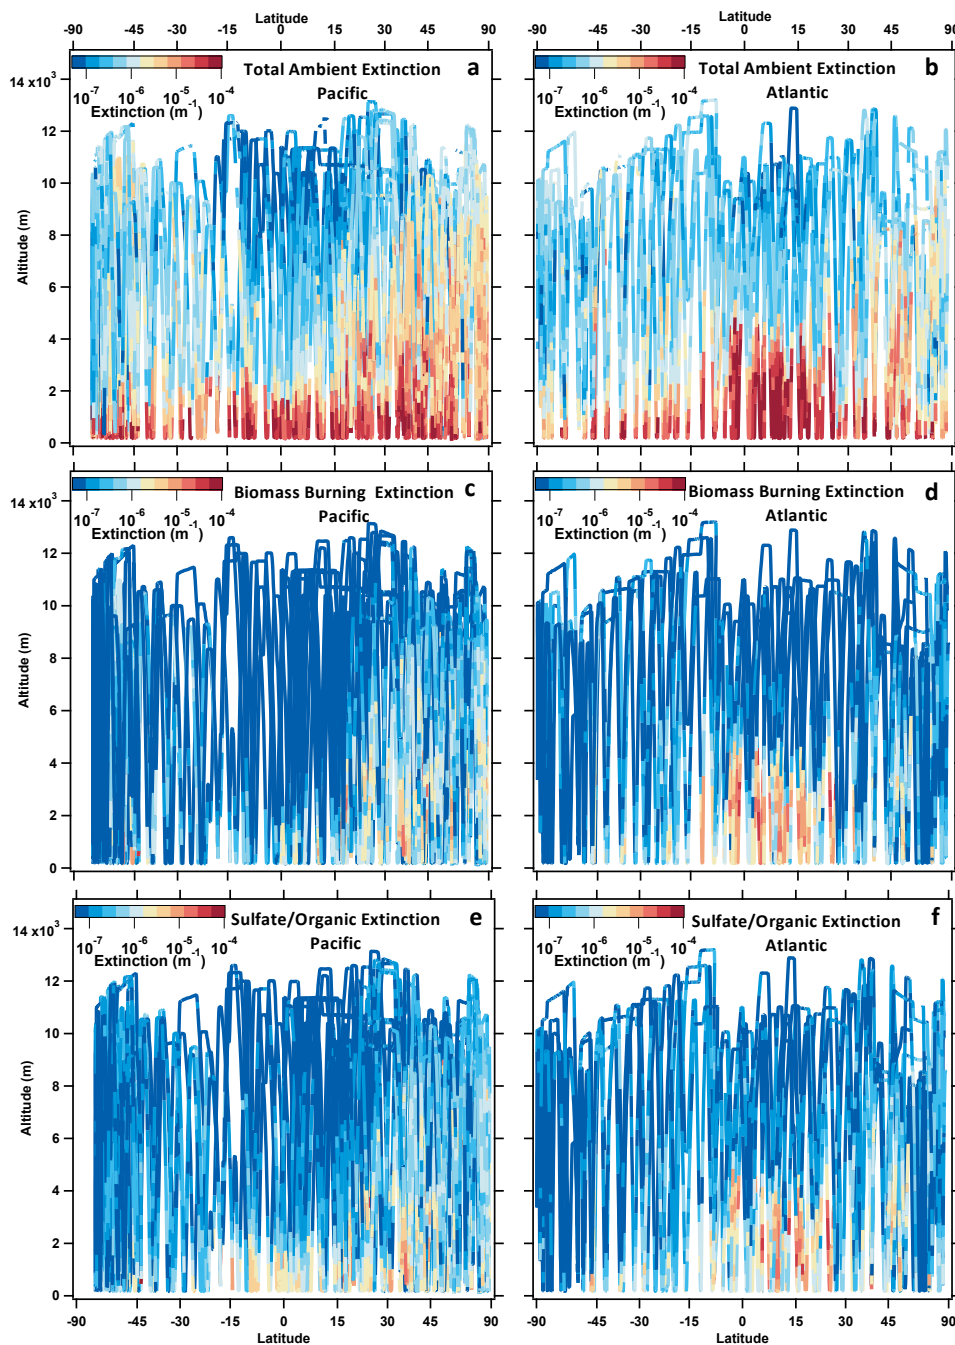 Latitude
Latitude
-90 -45 -30 -15 0 15 30 45 90
-90 -45 -30 -15 0 15 30 45 90
Total Ambient Extinction a
Pacific
10⁻⁷ 10⁻⁶ 10⁻⁵ 10⁻⁴
Extinction (m⁻¹)
14 x10³
12
10
8
6
4
2
0
Altitude (m)
Total Ambient Extinction b
Atlantic
10⁻⁷ 10⁻⁶ 10⁻⁵ 10⁻⁴
Extinction (m⁻¹)
Biomass Burning Extinction c
Pacific
10⁻⁷ 10⁻⁶ 10⁻⁵ 10⁻⁴
Extinction (m⁻¹)
14 x10³
12
10
8
6
4
2
0
Altitude (m)
Biomass Burning Extinction d
Atlantic
10⁻⁷ 10⁻⁶ 10⁻⁵ 10⁻⁴
Extinction (m⁻¹)
Sulfate/Organic Extinction e
Pacific
10⁻⁷ 10⁻⁶ 10⁻⁵ 10⁻⁴
Extinction (m⁻¹)
14 x10³
12
10
8
6
4
2
0
Altitude (m)
Sulfate/Organic Extinction f
Atlantic
10⁻⁷ 10⁻⁶ 10⁻⁵ 10⁻⁴
Extinction (m⁻¹)
-90 -45 -30 -15 0 15 30 45 90
Latitude
-90 -45 -30 -15 0 15 30 45 90
Latitude